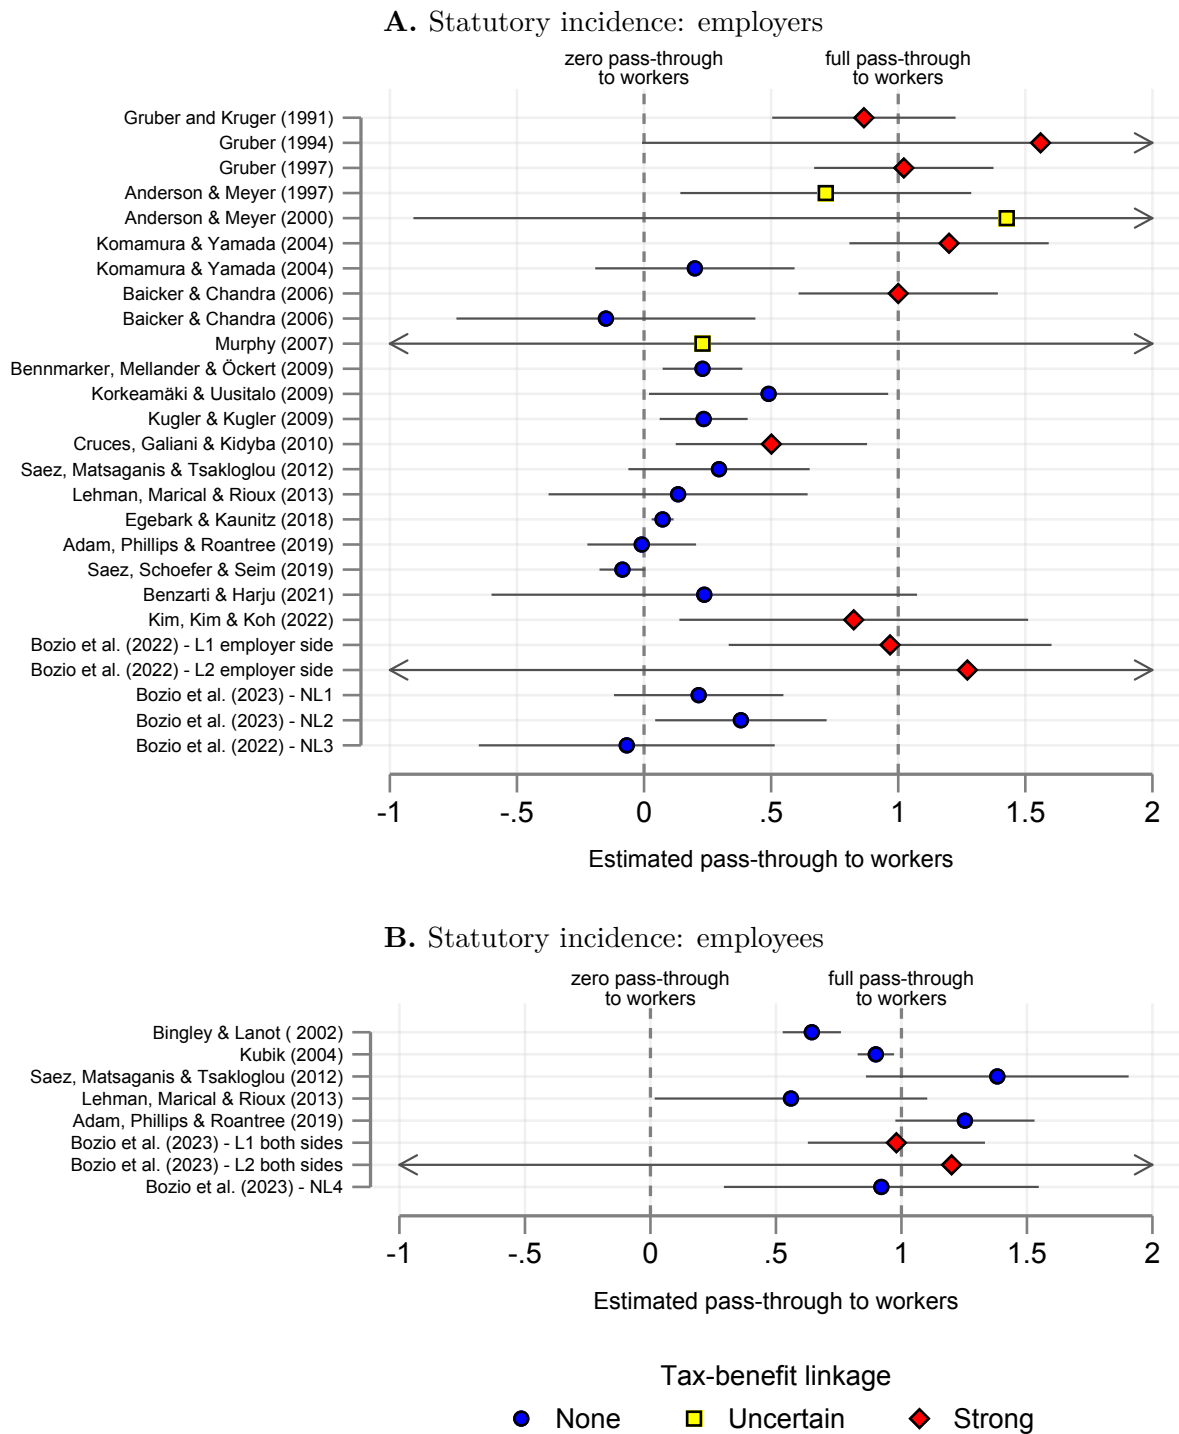 A. Statutory incidence: employers
zero pass-through
to workers
full pass-through
to workers
Gruber and Kruger (1991)
Gruber (1994)
Gruber (1997)
Anderson & Meyer (1997)
Anderson & Meyer (2000)
Komamura & Yamada (2004)
Komamura & Yamada (2004)
Baicker & Chandra (2006)
Baicker & Chandra (2006)
Murphy (2007)
Bennmarker, Mellander & Öckert (2009)
Korkeamäki & Uusitalo (2009)
Kugler & Kugler (2009)
Cruces, Galiani & Kidyba (2010)
Saez, Matsaganis & Tsakloglou (2012)
Lehman, Marical & Rioux (2013)
Egebark & Kaunitz (2018)
Adam, Phillips & Roantree (2019)
Saez, Schoefer & Seim (2019)
Benzarti & Harju (2021)
Kim, Kim & Koh (2022)
Bozio et al. (2022) - L1 employer side
Bozio et al. (2022) - L2 employer side
Bozio et al. (2023) - NL1
Bozio et al. (2023) - NL2
Bozio et al. (2022) - NL3
-1 -.5 0 .5 1 1.5 2
Estimated pass-through to workers
B. Statutory incidence: employees
zero pass-through
to workers
full pass-through
to workers
Bingley & Lanot ( 2002)
Kubik (2004)
Saez, Matsaganis & Tsakloglou (2012)
Lehman, Marical & Rioux (2013)
Adam, Phillips & Roantree (2019)
Bozio et al. (2023) - L1 both sides
Bozio et al. (2023) - L2 both sides
Bozio et al. (2023) - NL4
-1 -.5 0 .5 1 1.5 2
Estimated pass-through to workers
Tax-benefit linkage
None Uncertain Strong